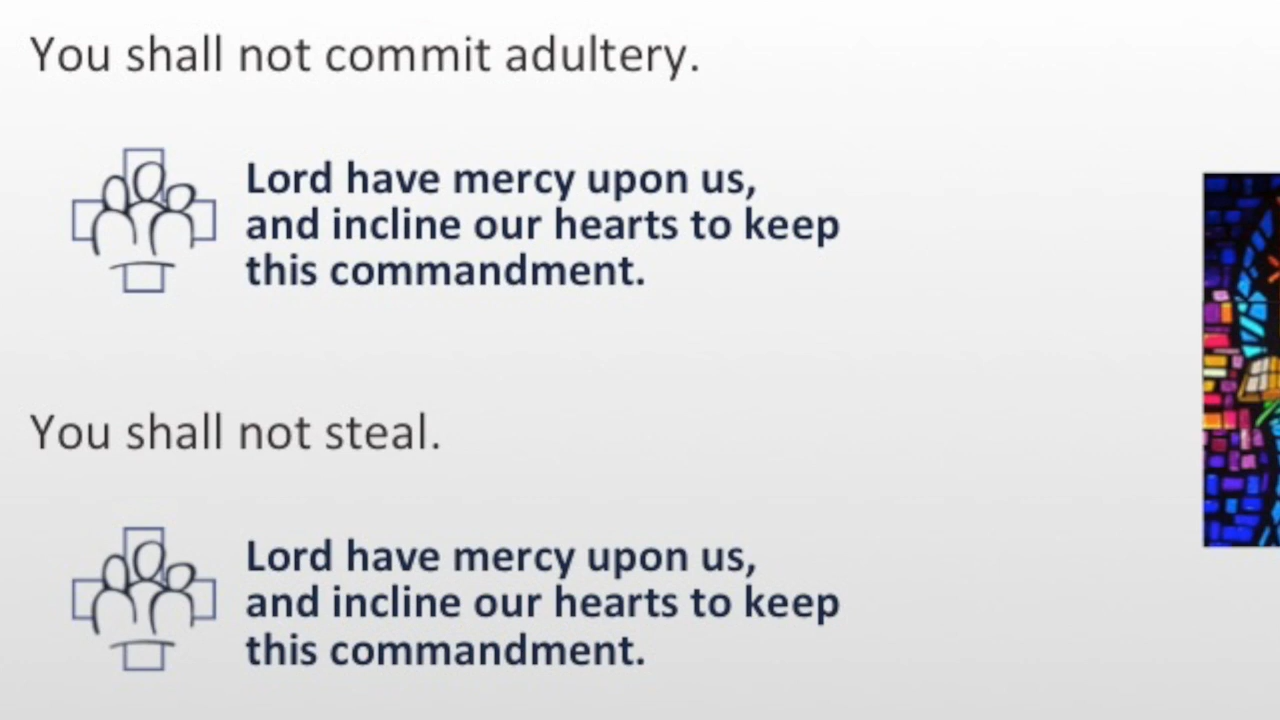 You shall not commit adultery.
Lord have mercy upon us,
and incline our hearts to keep
this commandment.
You shall not steal.
Lord have mercy upon us,
and incline our hearts to keep
this commandment.